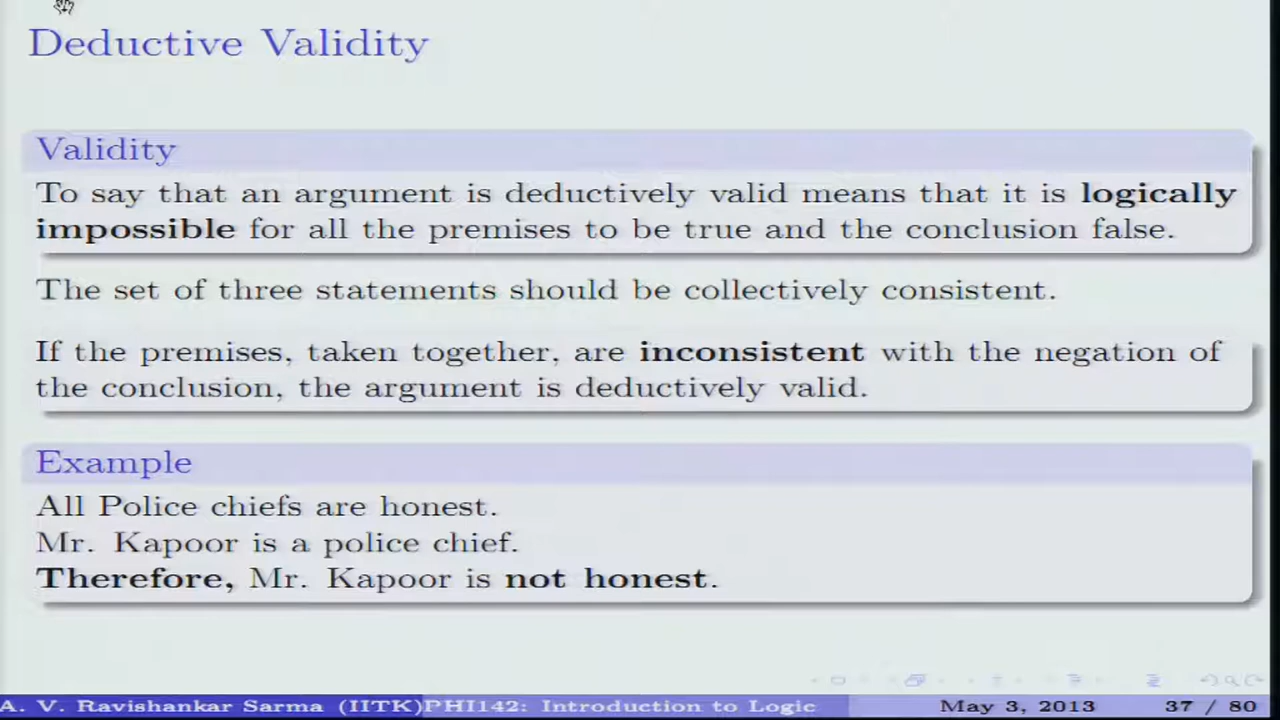 Deductive Validity
Validity
To say that an argument is deductively valid means that it is logically
impossible for all the premises to be true and the conclusion false.
The set of three statements should be collectively consistent.
If the premises, taken together, are inconsistent with the negation of
the conclusion, the argument is deductively valid.
Example
All Police chiefs are honest.
Mr. Kapoor is a police chief.
Therefore, Mr. Kapoor is not honest.
A. V. Ravishankar Sarma (IITK) PHI142: Introduction to Logic May 3, 2013 37 / 80